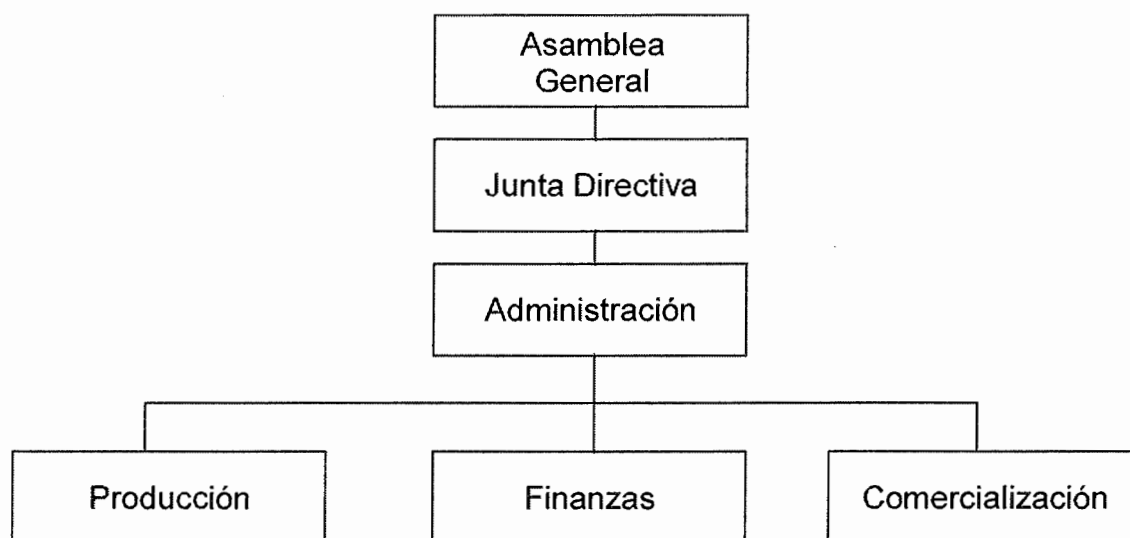 Asamblea
General
Junta Directiva
Administración
Producción
Finanzas
Comercialización